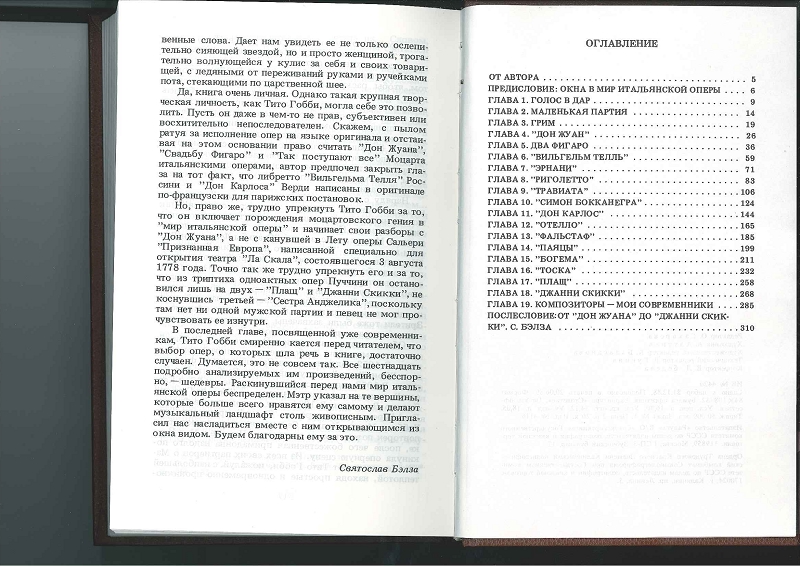 венные слова. Дает нам увидеть ее не только ослепи-
тельно сияющей звездой, но и просто женщиной, трога-
тельно волнующейся у кулис за себя и своих товари-
щей, с ледяными от переживаний руками и ручейками
пота, стекающими по царственной шее.
Да, книга очень личная. Однако такая крупная твор-
ческая личность, как Тито Гобби, могла себе это позво-
лить. Пусть он даже в чем-то не прав, субъективен или
восхитительно непоследователен. Скажем, с пылом
ратуя за исполнение опер на языке оригинала и отстаи-
вая на этом основании право считать "Дон Жуана",
"Свадьбу Фигаро" и "Так поступают все" Моцарта
итальянскими операми, автор предпочел закрыть гла-
за на тот факт, что либретто "Вильгельма Телля" Рос-
сини и "Дон Карлоса" Верди написаны в оригинале
по-французски для парижских постановок.
Но, право же, трудно упрекнуть Тито Гобби за то,
что он включает порождения моцартовского гения в
"мир итальянской оперы" и начинает свои разборы с
"Дон Жуана", а не с канувшей в Лету оперы Сальери
"Признанная Европа", написанной специально для
открытия театра "Ла Скала", состоявшегося 3 августа
1778 года. Точно так же трудно упрекнуть его и за то,
что из триптиха одноактных опер Пуччини он остано-
вился лишь на двух — "Плащ" и "Джанни Скикки", не
коснувшись третьей — "Сестра Анджелика", поскольку
там нет ни одной мужской партии и певец не мог про-
чувствовать ее изнутри.
В последней главе, посвященной уже современни-
кам, Тито Гобби смиренно кается перед читателем, что
выбор опер, о которых шла речь в книге, достаточно
случаен. Думается, это не совсем так. Все шестнадцать
подробно анализируемых им произведений, бесспор-
но, — шедевры. Раскинувшийся перед нами мир италь-
янской оперы беспределен. Мэтр указал на те вершины,
которые больше всего нравятся ему самому и делают
музыкальный ландшафт столь живописным. Пригла-
сил нас насладиться вместе с ним открывающимся из
окна видом. Будем благодарны ему за это.
Святослав Бэлза
ОГЛАВЛЕНИЕ
ОТ АВТОРА . . . . . . . . . . 5
ПРЕДИСЛОВИЕ: ОКНА В МИР ИТАЛЬЯНСКОЙ ОПЕРЫ . . . . . 6
ГЛАВА 1. ГОЛОС В ДАР . . . . . . . . . . 9
ГЛАВА 2. МАЛЕНЬКАЯ ПАРТИЯ . . . . . . . . . . 14
ГЛАВА 3. ГРИМ . . . . . . . . . . 19
ГЛАВА 4. "ДОН ЖУАН" . . . . . . . . . . 26
ГЛАВА 5. ДВА ФИГАРО . . . . . . . . . . 36
ГЛАВА 6. "ВИЛЬГЕЛЬМ ТЕЛЛЬ" . . . . . . . . . . 59
ГЛАВА 7. "ЭРНАНИ" . . . . . . . . . . 71
ГЛАВА 8. "РИГОЛЕТТО" . . . . . . . . . . 83
ГЛАВА 9. "ТРАВИАТА" . . . . . . . . . . 106
ГЛАВА 10. "СИМОН БОККАНЕГРА" . . . . . . . . . . 124
ГЛАВА 11. "ДОН КАРЛОС" . . . . . . . . . . 144
ГЛАВА 12. "ОТЕЛЛО" . . . . . . . . . . 165
ГЛАВА 13. "ФАЛЬСТАФ" . . . . . . . . . . 185
ГЛАВА 14. "ПАЯЦЫ" . . . . . . . . . . 199
ГЛАВА 15. "БОГЕМА" . . . . . . . . . . 211
ГЛАВА 16. "ТОСКА" . . . . . . . . . . 232
ГЛАВА 17. "ПЛАЩ" . . . . . . . . . . 258
ГЛАВА 18. "ДЖАННИ СКИККИ" . . . . . . . . . . 268
ГЛАВА 19. КОМПОЗИТОРЫ — МОИ СОВРЕМЕННИКИ . . . . . 285
ПОСЛЕСЛОВИЕ: ОТ "ДОН ЖУАНА" ДО "ДЖАННИ СКИК-
КИ". С. БЭЛЗА . . . . . . . . . . 310